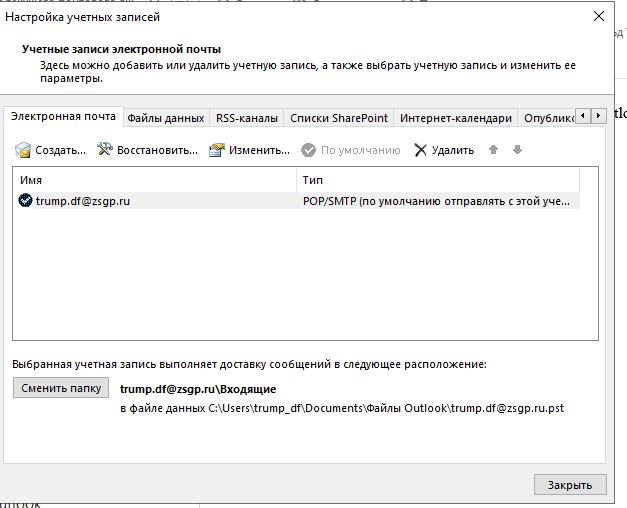 Настройка учетных записей
Учетные записи электронной почты
Здесь можно добавить или удалить учетную запись, а также выбрать учетную запись и изменить ее
параметры.
Электронная почта Файлы данных RSS-каналы Списки SharePoint Интернет-календари Опублико
Создать... Восстановить... Изменить... По умолчанию Удалить
Имя Тип
trump.df@zsgp.ru POP/SMTP (по умолчанию отправлять с этой уче...
Выбранная учетная запись выполняет доставку сообщений в следующее расположение:
Сменить папку trump.df@zsgp.ru\Входящие
в файле данных C:\Users\trump_df\Documents\Файлы Outlook\trump.df@zsgp.ru.pst
Закрыть